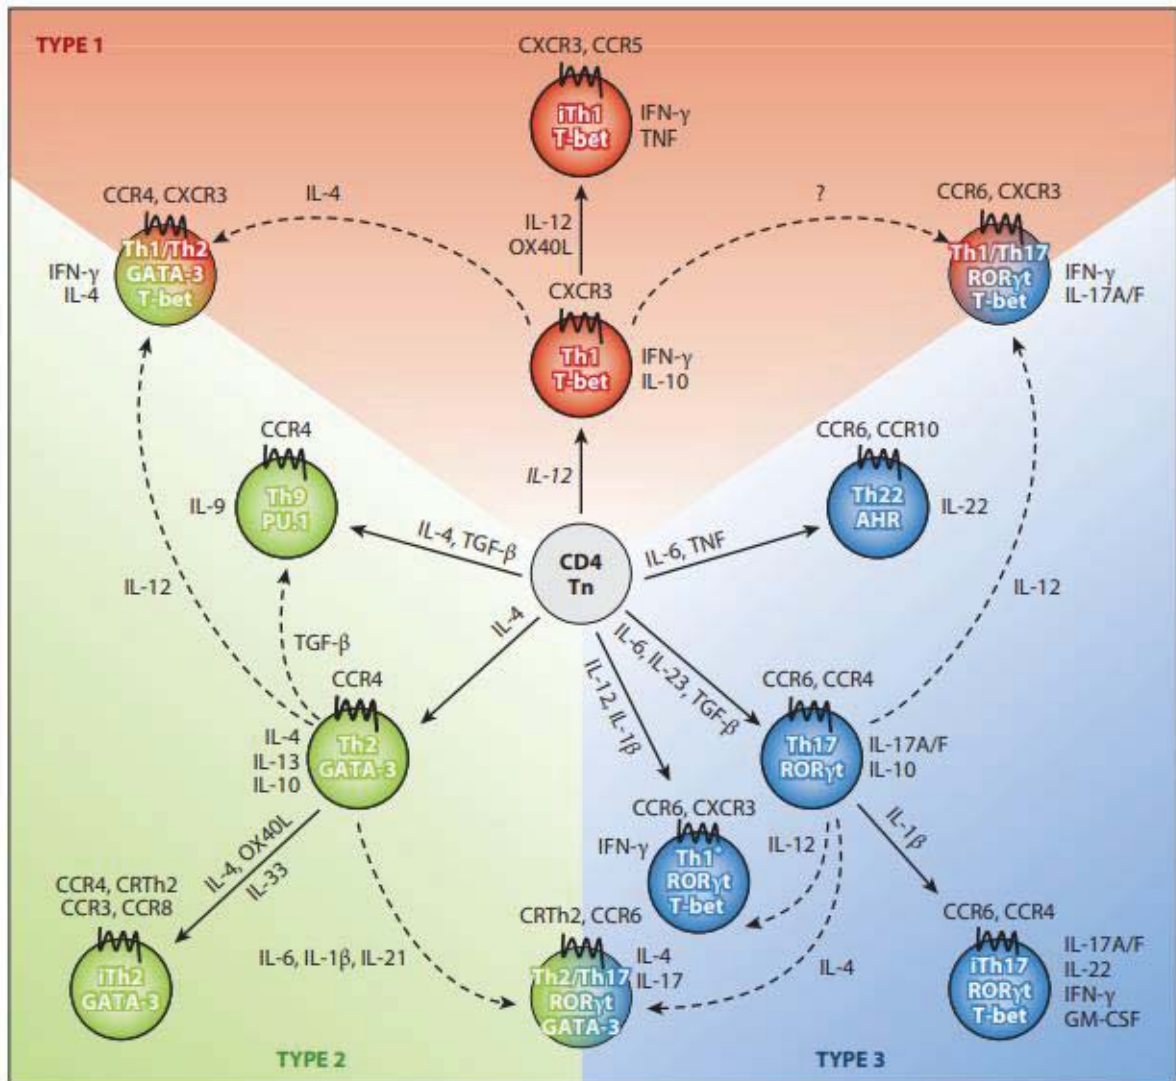 TYPE 1
CXCR3, CCR5
iTh1
T-bet
IFN-γ
TNF
IL-12
OX40L
CXCR3
Th1
T-bet
IFN-γ
IL-10
IL-12
IL-4
?
CCR4, CXCR3
Th1/Th2
GATA-3
T-bet
IFN-γ
IL-4
CCR6, CXCR3
Th1/Th17
RORγt
T-bet
IFN-γ
IL-17A/F
CCR4
Th9
PU.1
IL-9
IL-4, TGF-β
CD4
Tn
CCR6, CCR10
Th22
AHR
IL-22
IL-6, TNF
IL-12
TGF-β
IL-4
IL-12
IL-6, IL-23, TGF-β
IL-12, IL-1β
CCR4
Th2
GATA-3
IL-4
IL-13
IL-10
CCR6, CCR4
Th17
RORγt
IL-17A/F
IL-10
IL-4, OX40L
IL-33
CCR6, CXCR3
IFN-γ
Th1*
RORγt
T-bet
IL-12
IL-1β
CCR4, CRTh2
CCR3, CCR8
iTh2
GATA-3
IL-6, IL-1β, IL-21
CRTh2, CCR6
Th2/Th17
RORγt
GATA-3
IL-4
IL-17
IL-4
CCR6, CCR4
iTh17
RORγt
T-bet
IL-17A/F
IL-22
IFN-γ
GM-CSF
TYPE 2
TYPE 3